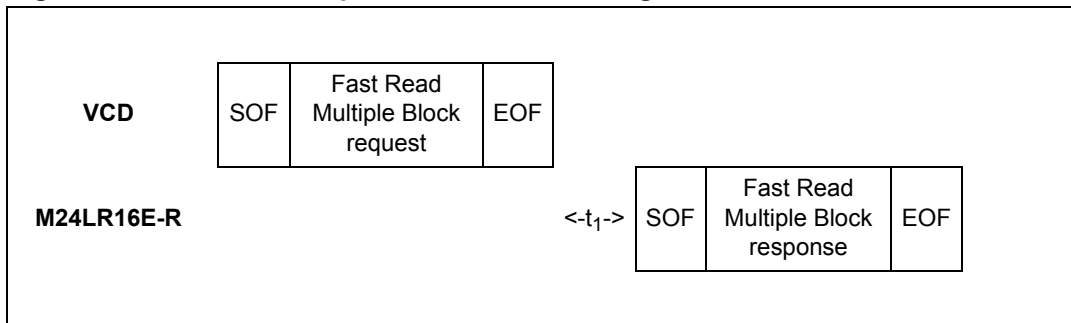 VCD
SOF
Fast Read
Multiple Block
request
EOF
M24LR16E-R
<-t1->
SOF
Fast Read
Multiple Block
response
EOF